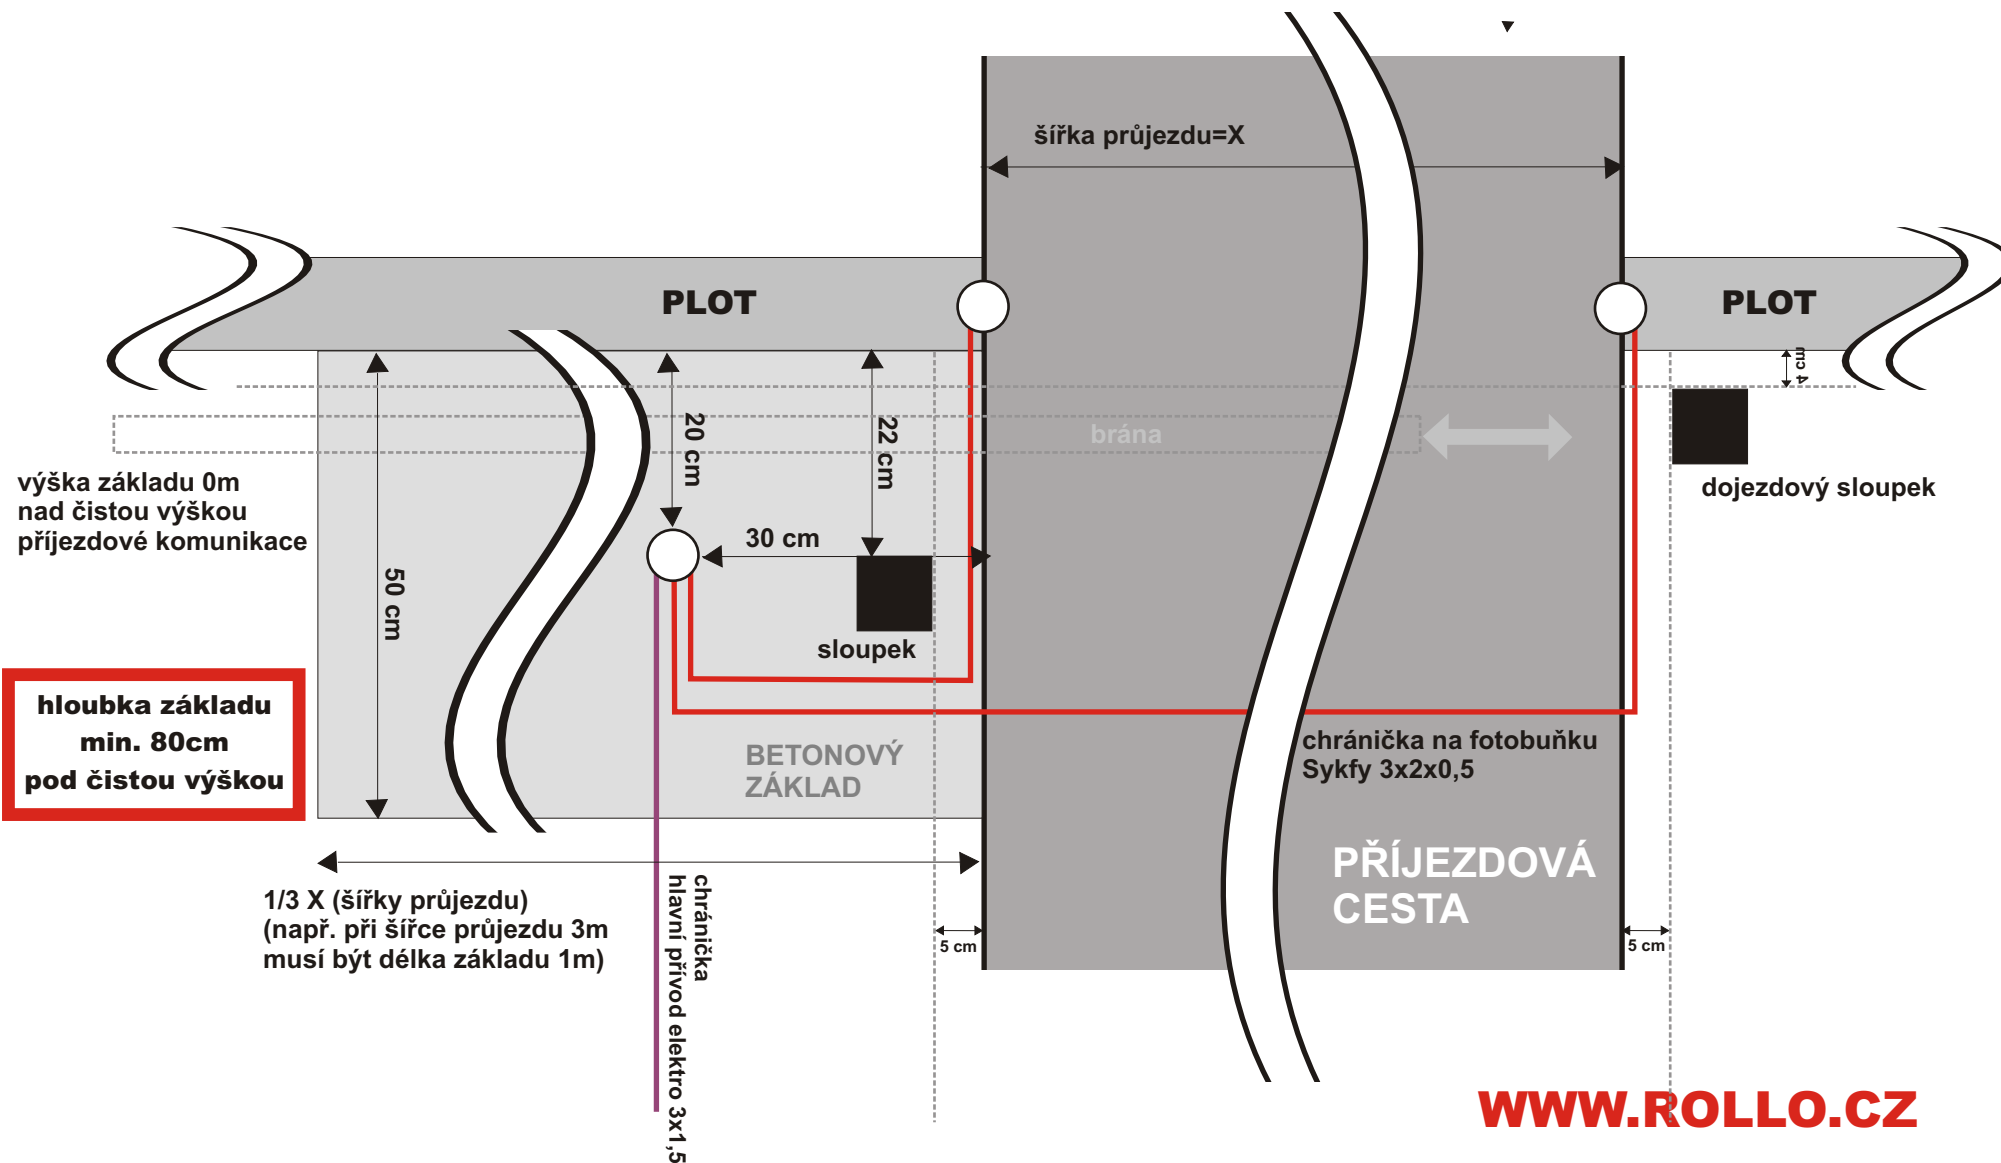 šířka průjezdu=X
PLOT
PLOT
4 cm
20 cm
22 cm
brána
dojezdový sloupek
výška základu 0m
nad čistou výškou
příjezdové komunikace
30 cm
50 cm
sloupek
hloubka základu
min. 80cm
pod čistou výškou
BETONOVÝ
ZÁKLAD
chránička na fotobuňku
Sykfy 3x2x0,5
PŘÍJEZDOVÁ
CESTA
1/3 X (šířky průjezdu)
(např. při šířce průjezdu 3m
musí být délka základu 1m)
chránička
hlavní přívod elektro 3x1,5
5 cm
5 cm
WWW.ROLLO.CZ